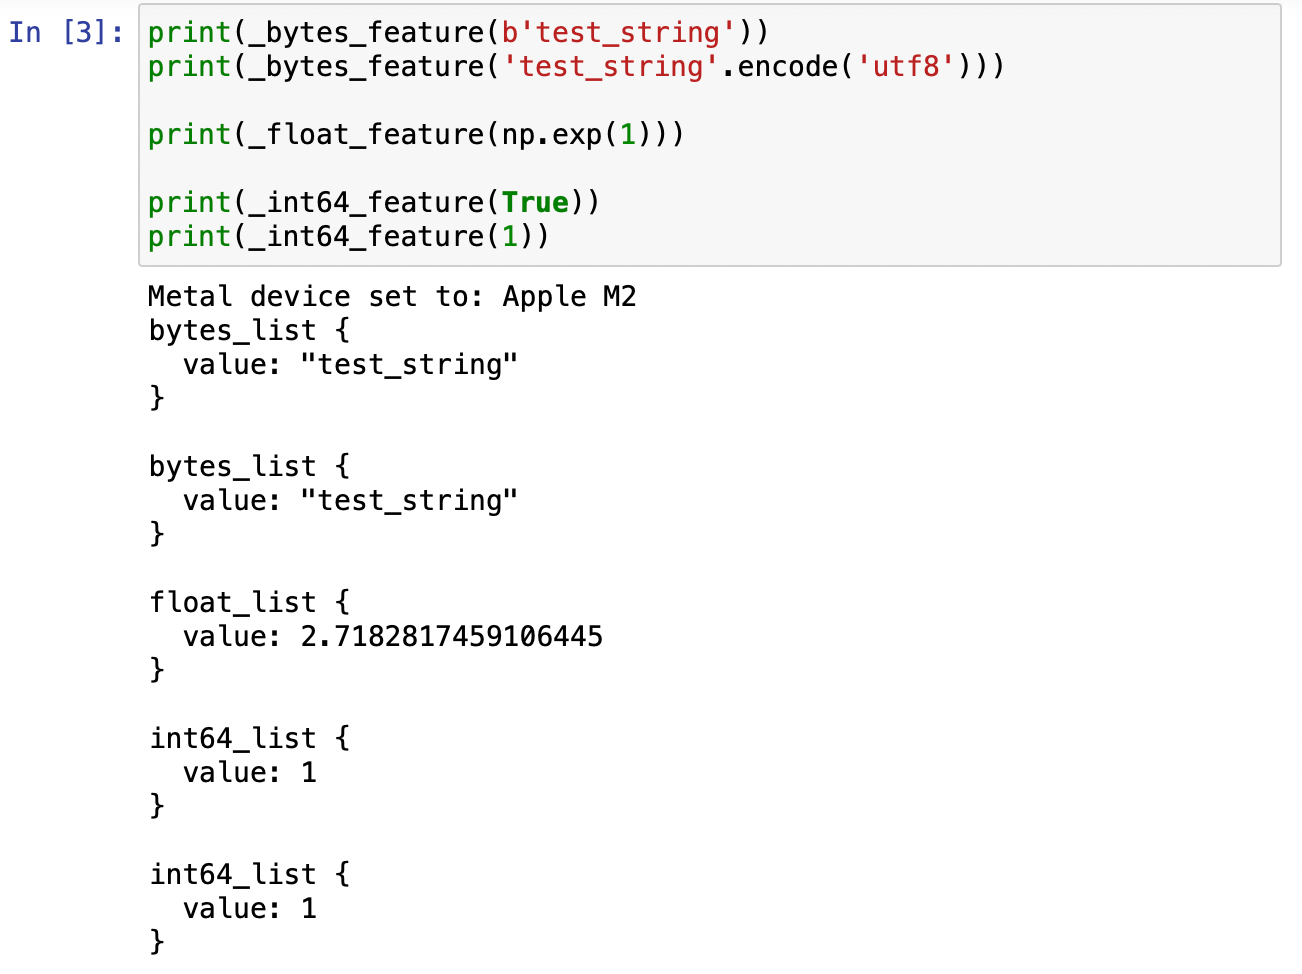 In [3]:
print(_bytes_feature(b'test_string'))
print(_bytes_feature('test_string'.encode('utf8')))

print(_float_feature(np.exp(1)))

print(_int64_feature(True))
print(_int64_feature(1))
Metal device set to: Apple M2
bytes_list {
  value: "test_string"
}

bytes_list {
  value: "test_string"
}

float_list {
  value: 2.7182817459106445
}

int64_list {
  value: 1
}

int64_list {
  value: 1
}